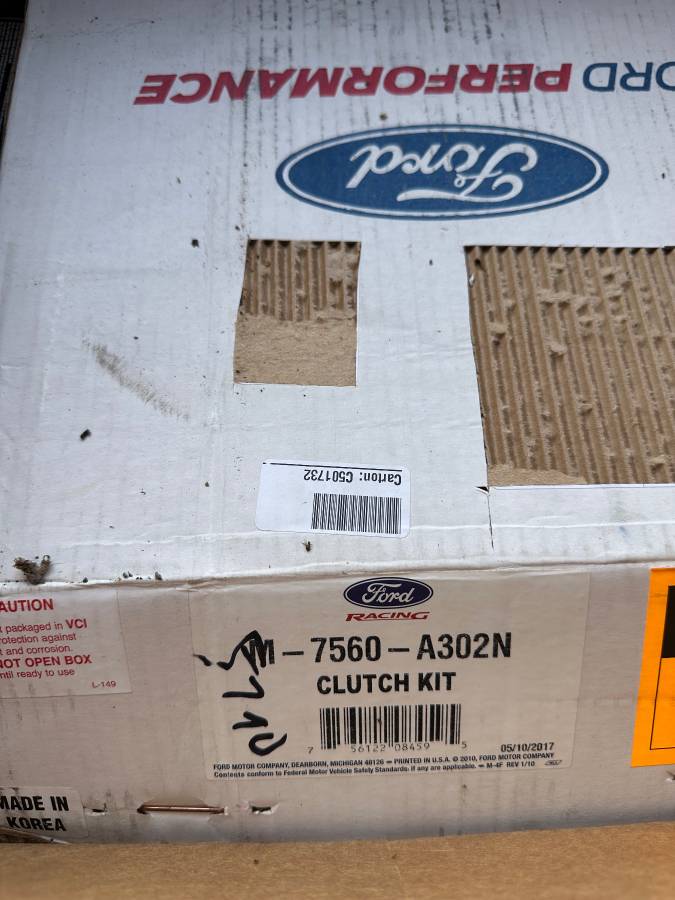 ORD PERFORMANCE
Ford
Carton: C501732
Ford
RACING
M-7560-A302N
CLUTCH KIT
7 56122 08459 5
05/10/2017
FORD MOTOR COMPANY, DEARBORN, MICHIGAN 48126 – PRINTED IN U.S.A. © 2010, FORD MOTOR COMPANY
Contents conform to Federal Motor Vehicle Safety Standards; if any are applicable. – M-4F REV 1/10
AUTION
packaged in VCI
rotection against
t and corrosion.
NOT OPEN BOX
ntil ready to use
L-149
MADE IN
KOREA